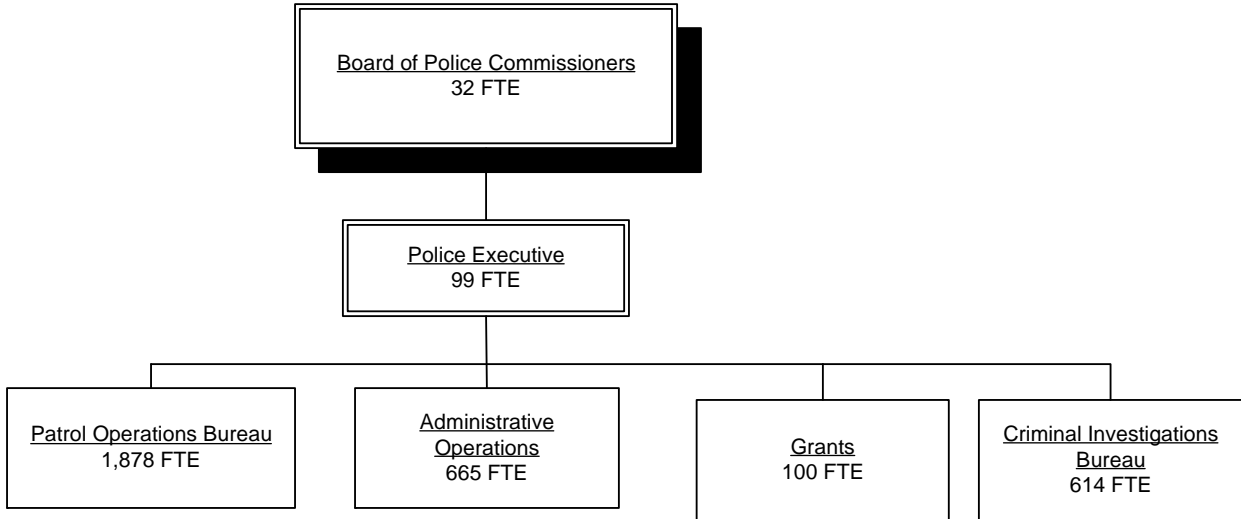 Board of Police Commissioners
32 FTE
Police Executive
99 FTE
Patrol Operations Bureau
1,878 FTE
Administrative
Operations
665 FTE
Grants
100 FTE
Criminal Investigations
Bureau
614 FTE